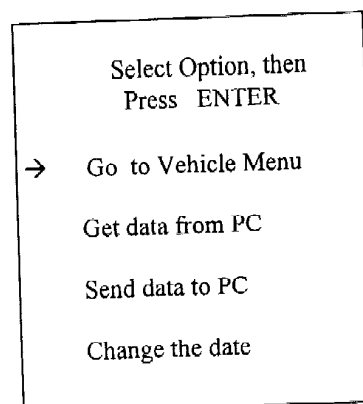 Select Option, then
Press ENTER
→ Go to Vehicle Menu
Get data from PC
Send data to PC
Change the date